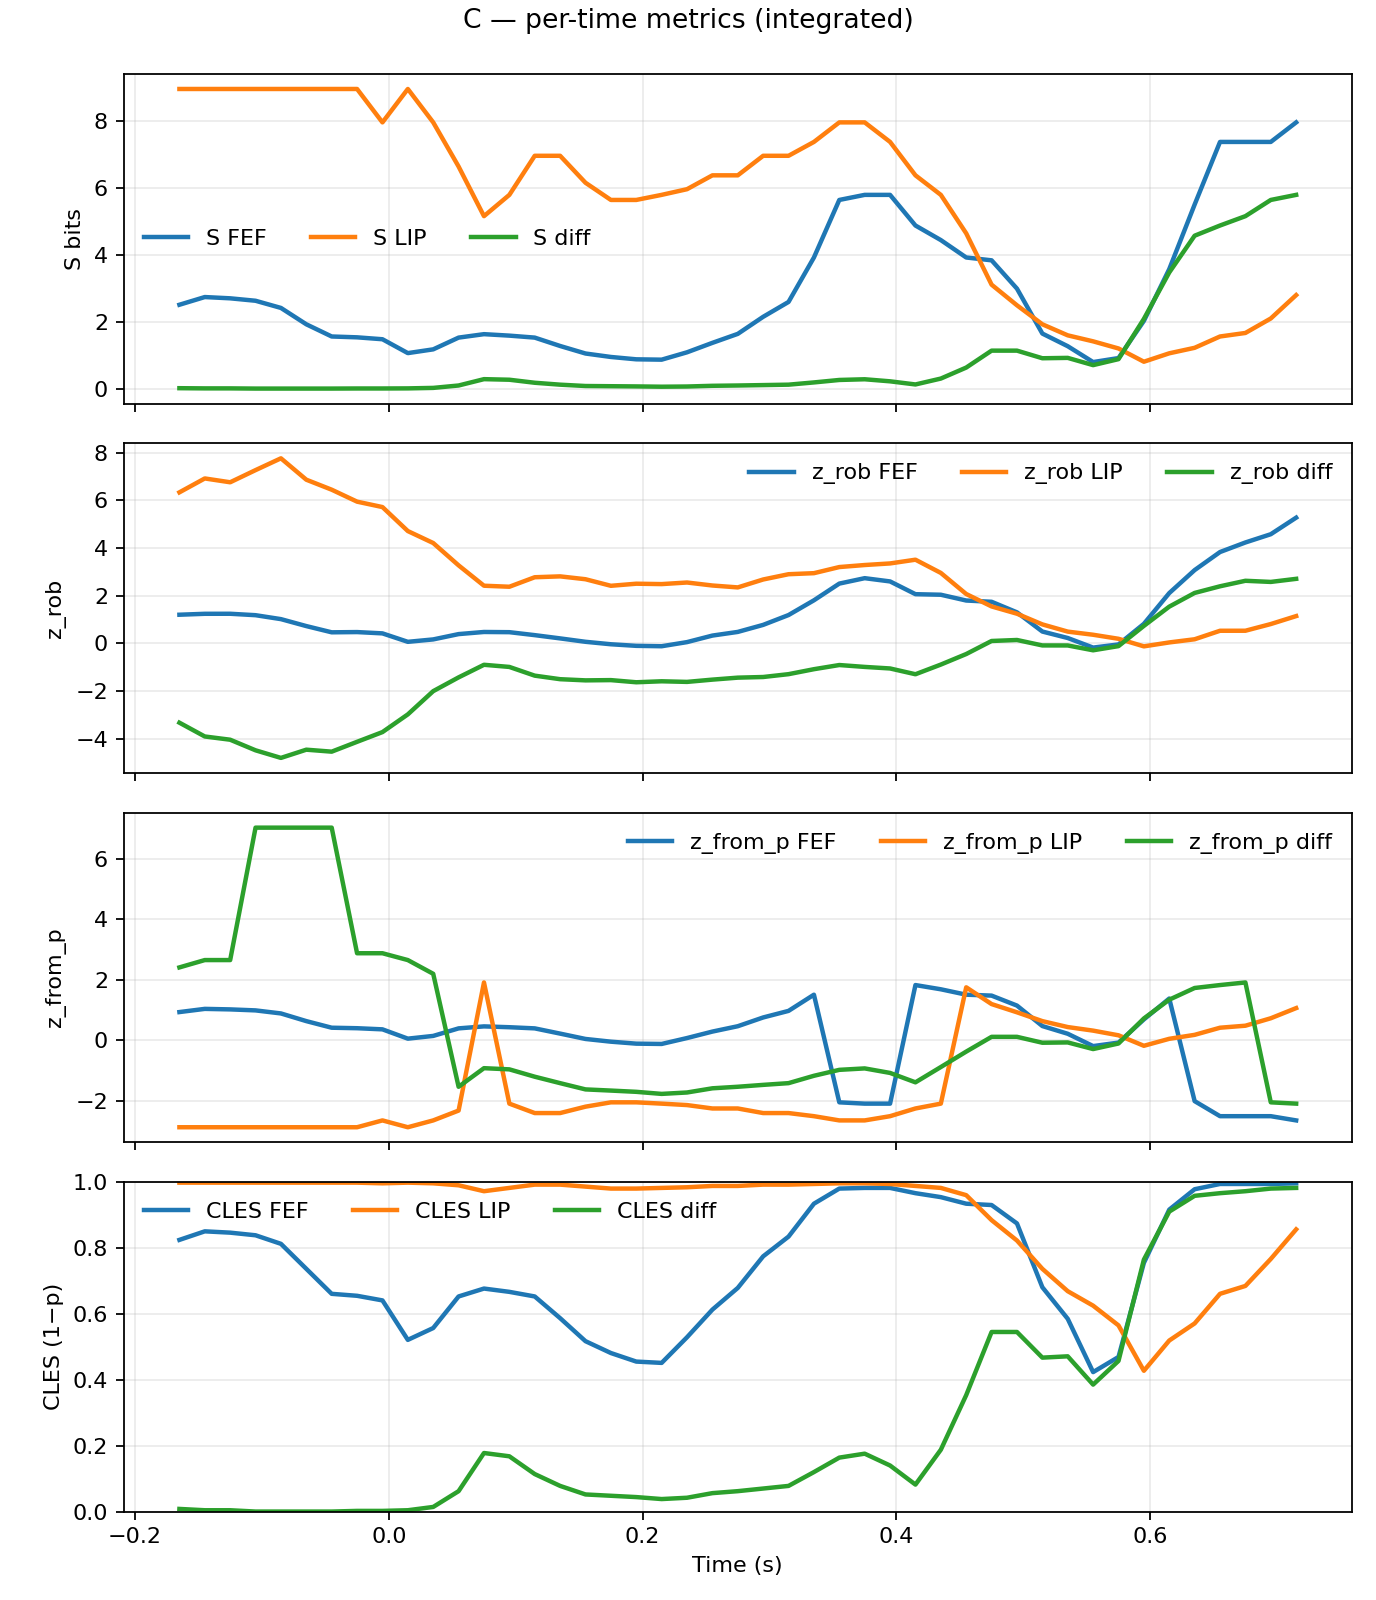 C — per-time metrics (integrated)
8
6
4
2
0
S bits
S FEF S LIP S diff
8
6
4
2
0
−2
−4
z_rob
z_rob FEF z_rob LIP z_rob diff
6
4
2
0
−2
z_from_p
z_from_p FEF z_from_p LIP z_from_p diff
1.0
0.8
0.6
0.4
0.2
0.0
CLES (1−p)
CLES FEF CLES LIP CLES diff
−0.2 0.0 0.2 0.4 0.6
Time (s)